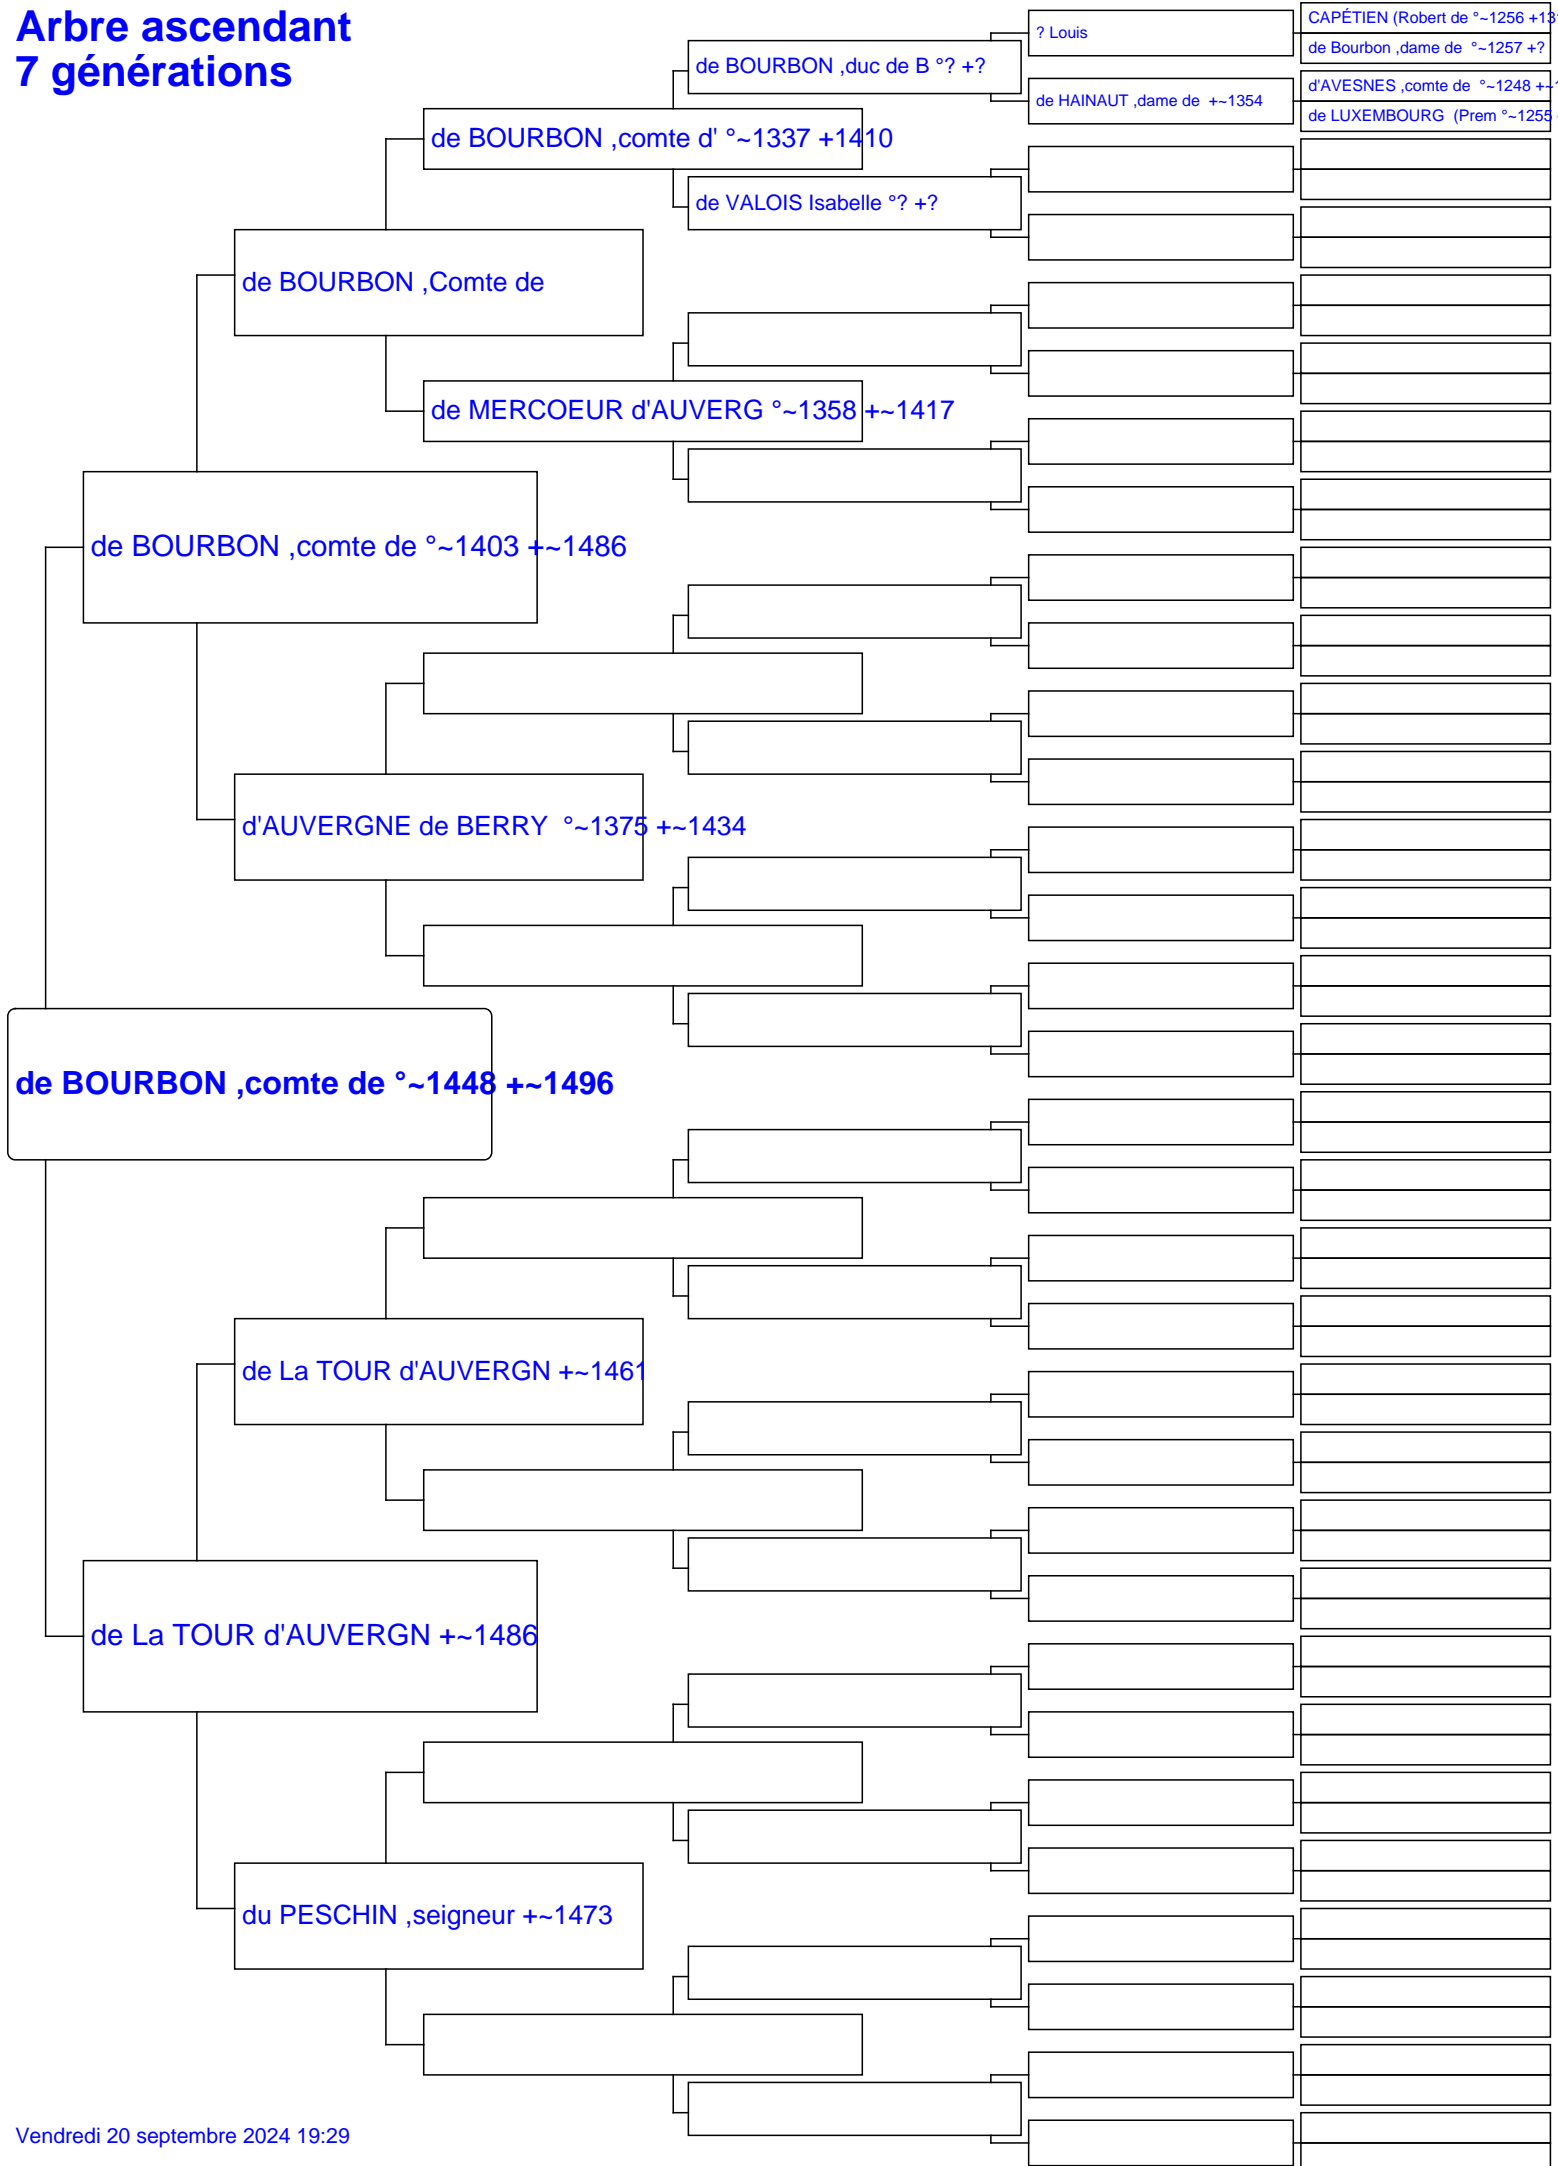 Arbre ascendant
7 générations
? Louis
CAPÉTIEN (Robert de °~1256
de Bourbon ,dame de °~1257 +?
de BOURBON ,duc de B °? +?
d'AVESNES ,comte de °~1248
de HAINAUT ,dame de +~1354
de LUXEMBOURG (Prem °~1255
de BOURBON ,comte d' °~1337 +1410
de VALOIS Isabelle °? +?
de BOURBON ,Comte de
de MERCOEUR d'AUVERG °~1358 +~1417
de BOURBON ,comte de °~1403 +~1486
d'AUVERGNE de BERRY °~1375 +~1434
de BOURBON ,comte de °~1448 +~1496
de La TOUR d'AUVERGN +~1461
de La TOUR d'AUVERGN +~1486
du PESCHIN ,seigneur +~1473
Vendredi 20 septembre 2024 19:29